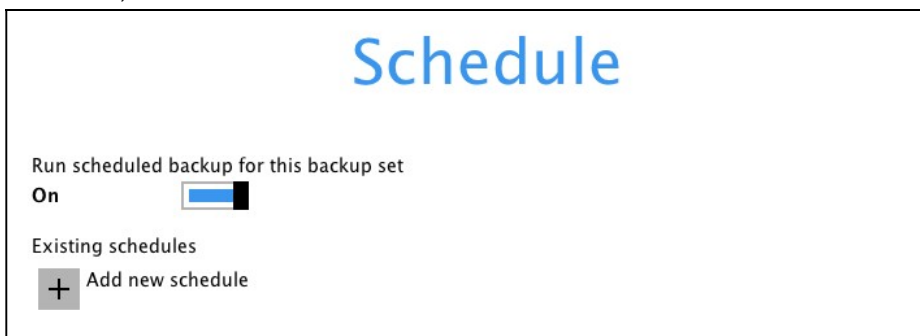 Schedule
Run scheduled backup for this backup set
On
Existing schedules
+ Add new schedule